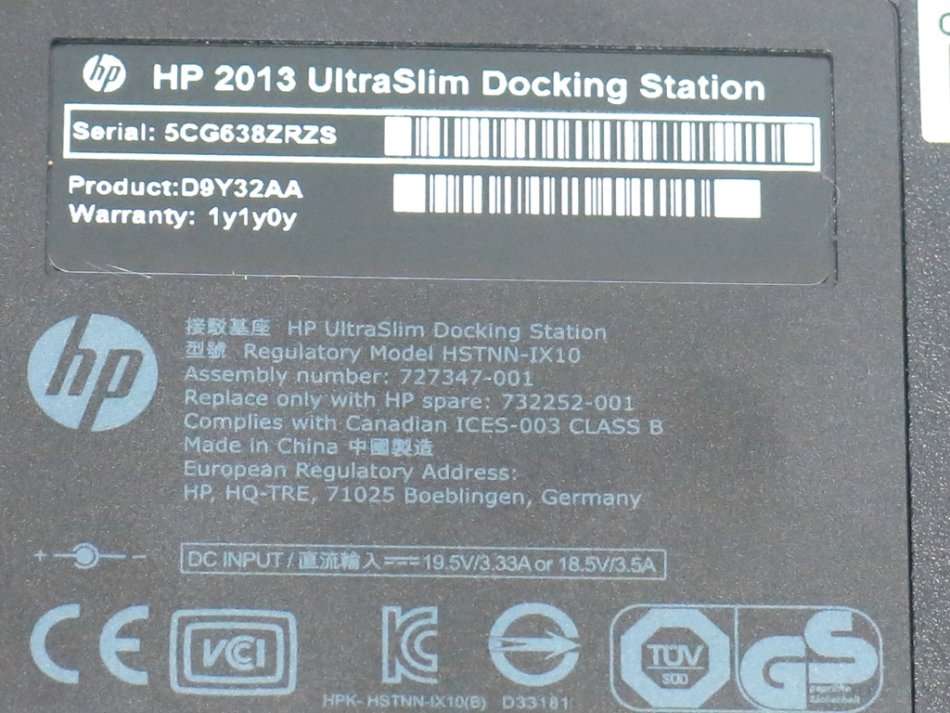 hp HP 2013 UltraSlim Docking Station
Serial: 5CG638ZRZS
Product:D9Y32AA
Warranty: 1y1y0y
hp
接駁基座 HP UltraSlim Docking Station
型號 Regulatory Model HSTNN-IX10
Assembly number: 727347-001
Replace only with HP spare: 732252-001
Complies with Canadian ICES-003 CLASS B
Made in China 中國製造
European Regulatory Address:
HP, HQ-TRE, 71025 Boeblingen, Germany
+ -
DC INPUT / 直流輸入 ⎓ 19.5V/3.33A or 18.5V/3.5A
CE VCI KC TÜV SÜD GS geprüfte Sicherheit
HPK- HSTNN-IX10(B) D33181